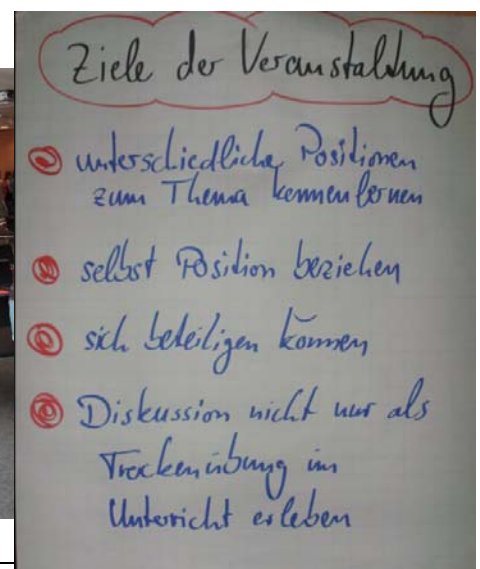 Ziele der Veranstaltung
unterschiedliche Positionen
zum Thema kennenlernen
selbst Position beziehen
sich beteiligen können
Diskussion nicht nur als
Trockenübung im
Unterricht erleben